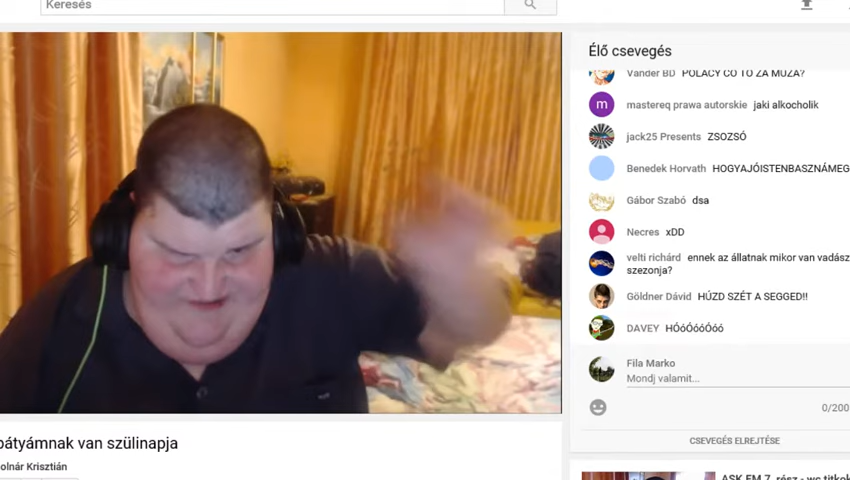 Keresés
Élő csevegés
Vander BD POLACY CO TO ZA MUZA?
mastereq prawa autorskie jaki alkocholik
jack25 Presents ZSOZSÓ
Benedek Horvath HOGYAJÓISTENBASZNÁMEG
Gábor Szabó dsa
Necres xDD
velti richárd ennek az állatnak mikor van vadász
szezonja?
Göldner Dávid HÚZD SZÉT A SEGGED!!
DAVEY HÓóÓóóÓóó
Fila Marko
Mondj valamit...
0/200
CSEVEGÉS ELREJTÉSE
bátyámnak van szülinapja
olnár Krisztián
ASK.FM 7. rész - wc titkok